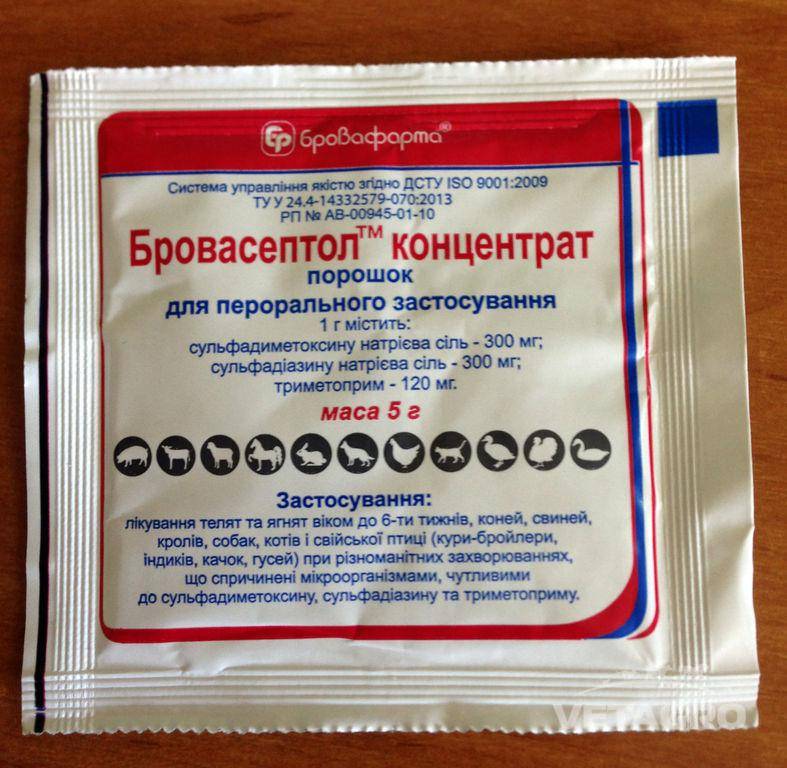 Бр бровафарма®
Система управління якістю згідно ДСТУ ISO 9001:2009
ТУ У 24.4-14332579-070:2013
РП № АВ-00945-01-10
Бровасептол™ концентрат
порошок
для перорального застосування
1 г містить:
сульфадиметоксину натрієва сіль - 300 мг;
сульфадіазину натрієва сіль - 300 мг;
триметоприм - 120 мг.
маса 5 г
Застосування:
лікування телят та ягнят віком до 6-ти тижнів, коней, свиней,
кролів, собак, котів і свійської птиці (кури-бройлери,
індиків, качок, гусей) при різноманітних захворюваннях,
що спричинені мікроорганізмами, чутливими
до сульфадиметоксину, сульфадіазину та триметоприму.
VETAGRO